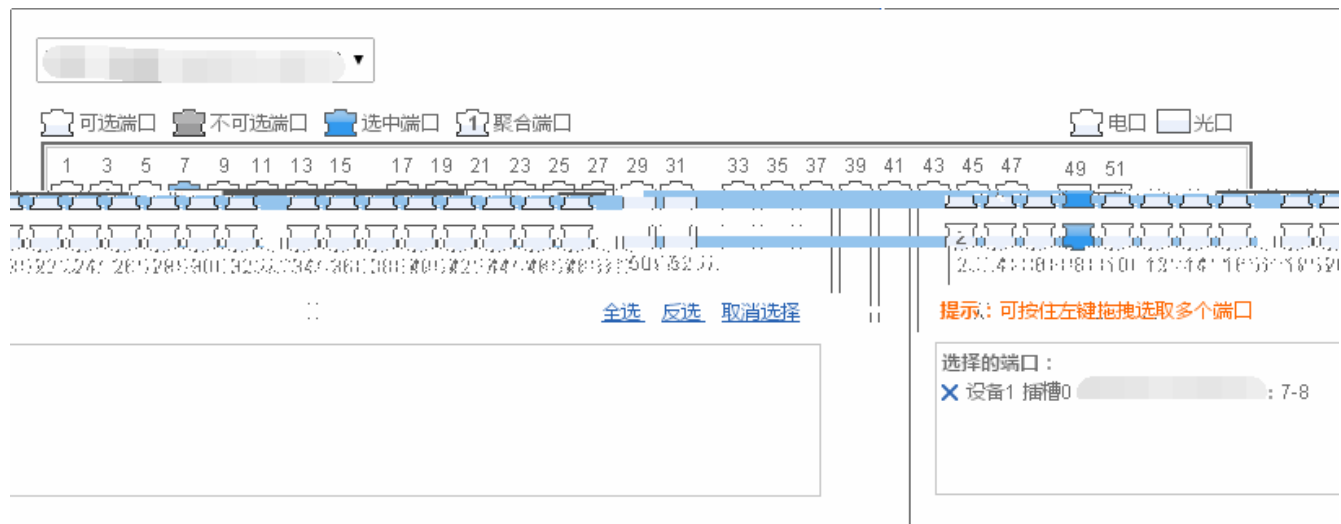 可选端口 不可选端口 选中端口 1 聚合端口 电口 光口
1 3 5 7 9 11 13 15 17 19 21 23 25 27 29 31 33 35 37 39 41 43 45 47 49 51
2
全选 反选 取消选择 提示：可按住左键拖拽选取多个端口
选择的端口：
设备1 插槽0 : 7-8